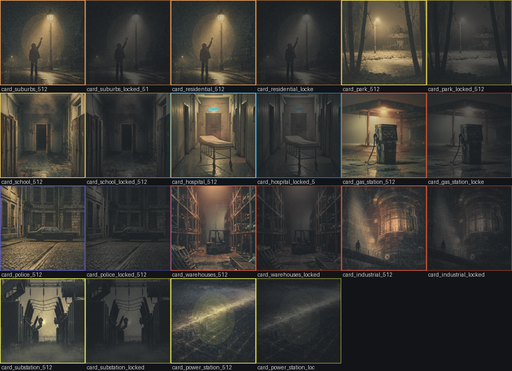 card_suburbs_512
card_suburbs_locked_51
card_residential_512
card_residential_locke
card_park_512
card_park_locked_512
card_school_512
card_school_locked_512
card_hospital_512
card_hospital_locked_5
card_gas_station_512
card_gas_station_locke
card_police_512
card_police_locked_512
card_warehouses_512
card_warehouses_locked
card_industrial_512
card_industrial_locked
card_substation_512
card_substation_locked
card_power_station_512
card_power_station_loc